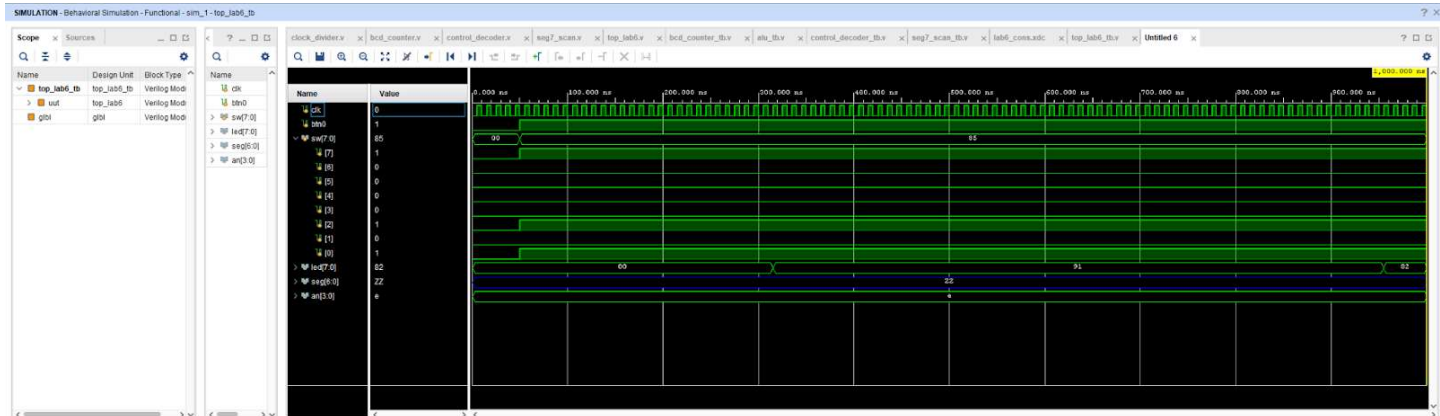 SIMULATION - Behavioral Simulation - Functional - sim_1 - top_lab6_tb
Scope Sources
Name Design Unit Block Type
top_lab6_tb top_lab6_tb Verilog Mod
uut top_lab6 Verilog Mod
glbl glbl Verilog Mod
Name
clk
btn0
sw[7:0]
led[7:0]
seg[6:0]
an[3:0]
clock_divider.v bcd_counter.v control_decoder.v seg7_scan.v top_lab6.v bcd_counter_tb.v alu_tb.v control_decoder_tb.v seg7_scan_tb.v lab6_cons.xdc top_lab6_tb.v Untitled 6
1,000.000 ns
Name Value
0.000 ns 100.000 ns 200.000 ns 300.000 ns 400.000 ns 500.000 ns 600.000 ns 700.000 ns 800.000 ns 900.000 ns
clk 0
btn0 1
sw[7:0] 85 00 85
[7] 1
[6] 0
[5] 0
[4] 0
[3] 0
[2] 1
[1] 0
[0] 1
led[7:0] 82 00 81 82
seg[6:0] ZZ ZZ
an[3:0] e e